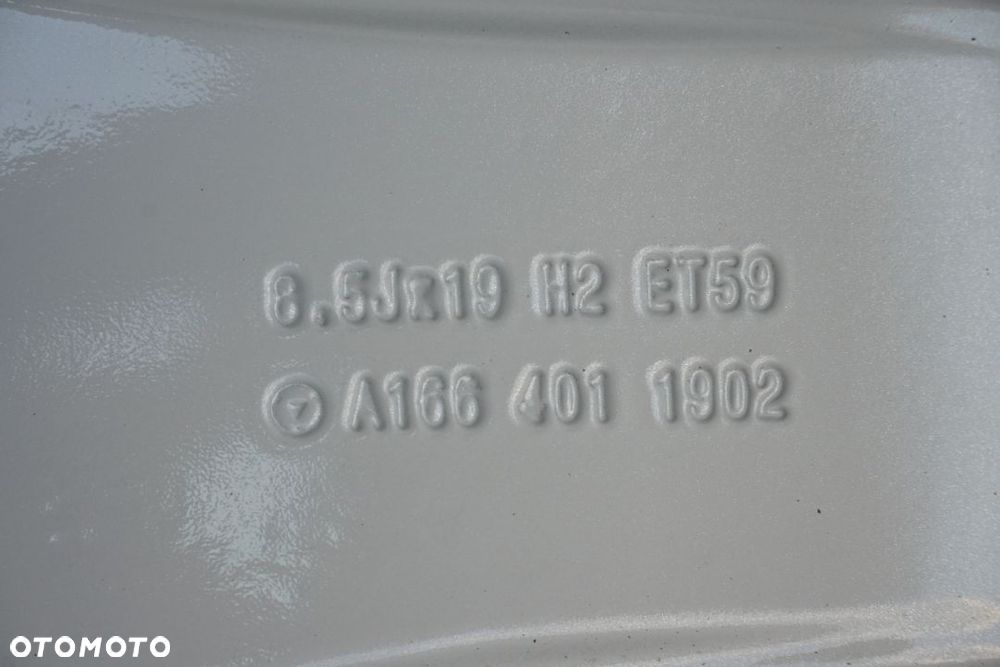 8.5Jx19 H2 ET59
A166 401 1902
OTOMOTO